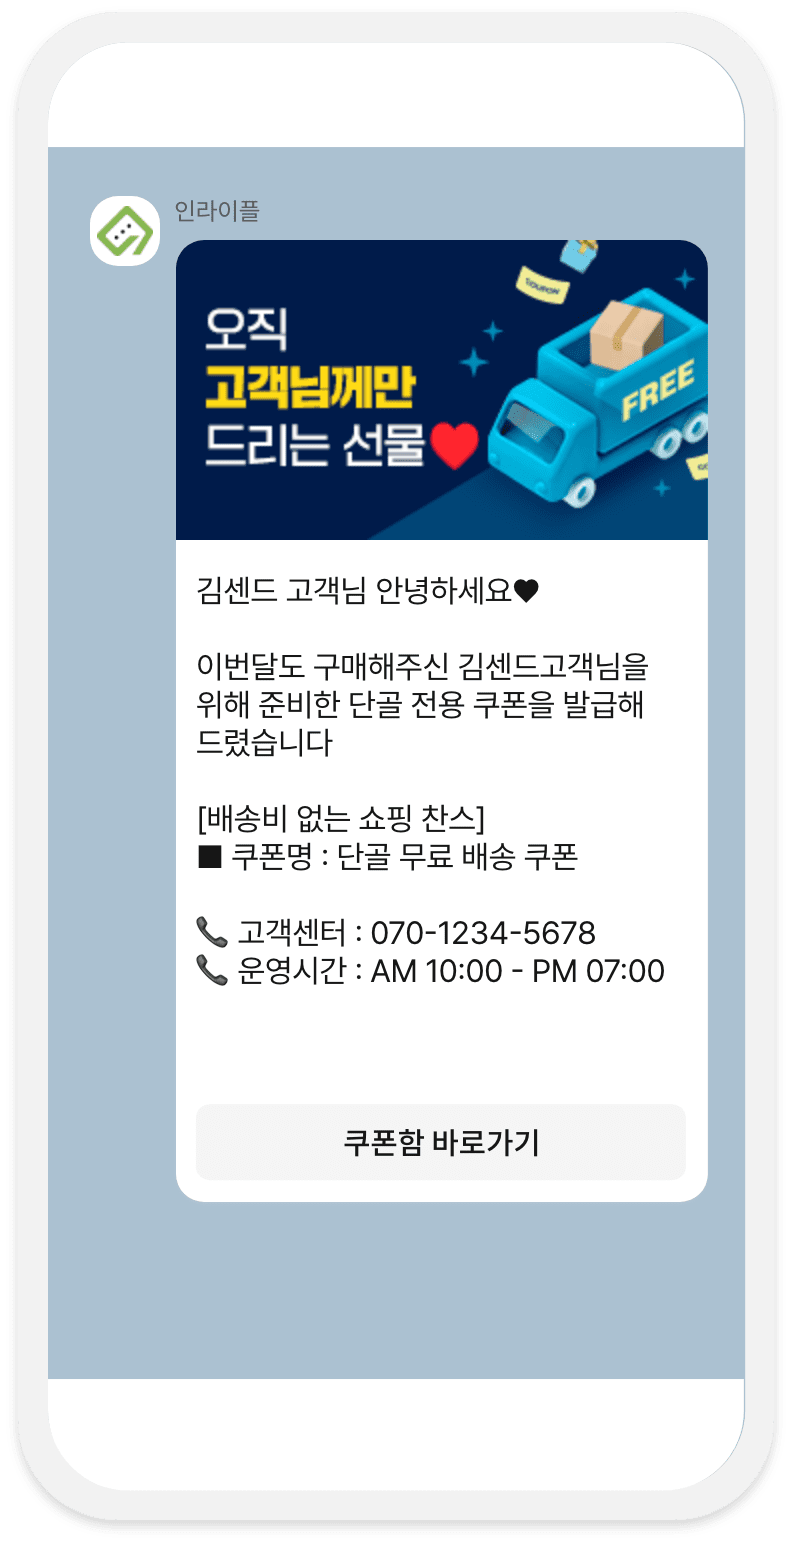 인라이플
COUPON
오직
고객님께만
드리는 선물♥
FREE
김센드 고객님 안녕하세요♥
이번달도 구매해주신 김센드고객님을
위해 준비한 단골 전용 쿠폰을 발급해
드렸습니다
[배송비 없는 쇼핑 찬스]
■ 쿠폰명 : 단골 무료 배송 쿠폰
📞 고객센터 : 070-1234-5678
📞 운영시간 : AM 10:00 - PM 07:00
쿠폰함 바로가기